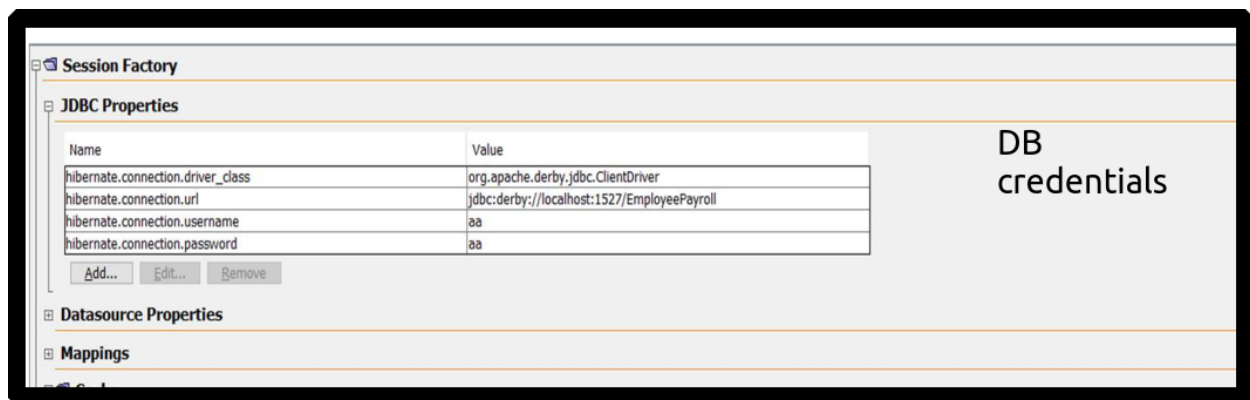 Session Factory
JDBC Properties
Name Value
hibernate.connection.driver_class org.apache.derby.jdbc.ClientDriver
hibernate.connection.url jdbc:derby://localhost:1527/EmployeePayroll
hibernate.connection.username aa
hibernate.connection.password aa
Add... Edit... Remove
Datasource Properties
Mappings
DB
credentials